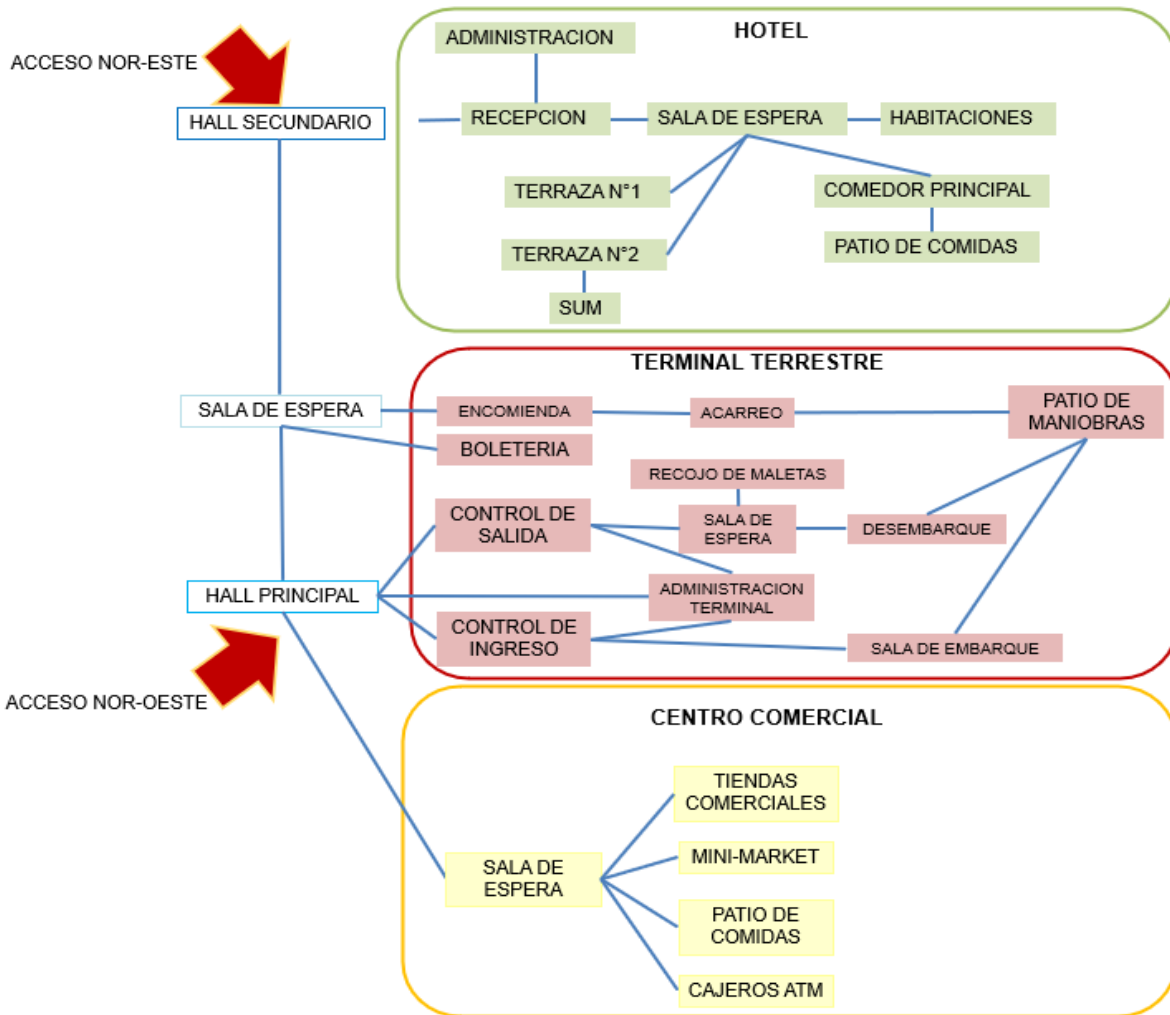 ACCESO NOR-ESTE
HALL SECUNDARIO
HOTEL
ADMINISTRACION
RECEPCION
SALA DE ESPERA
HABITACIONES
TERRAZA N°1
COMEDOR PRINCIPAL
TERRAZA N°2
PATIO DE COMIDAS
SUM
TERMINAL TERRESTRE
SALA DE ESPERA
ENCOMIENDA
ACARREO
PATIO DE
MANIOBRAS
BOLETERIA
RECOJO DE MALETAS
CONTROL DE
SALIDA
SALA DE
ESPERA
DESEMBARQUE
HALL PRINCIPAL
ADMINISTRACION
TERMINAL
CONTROL DE
INGRESO
SALA DE EMBARQUE
ACCESO NOR-OESTE
CENTRO COMERCIAL
TIENDAS
COMERCIALES
MINI-MARKET
SALA DE
ESPERA
PATIO DE
COMIDAS
CAJEROS ATM